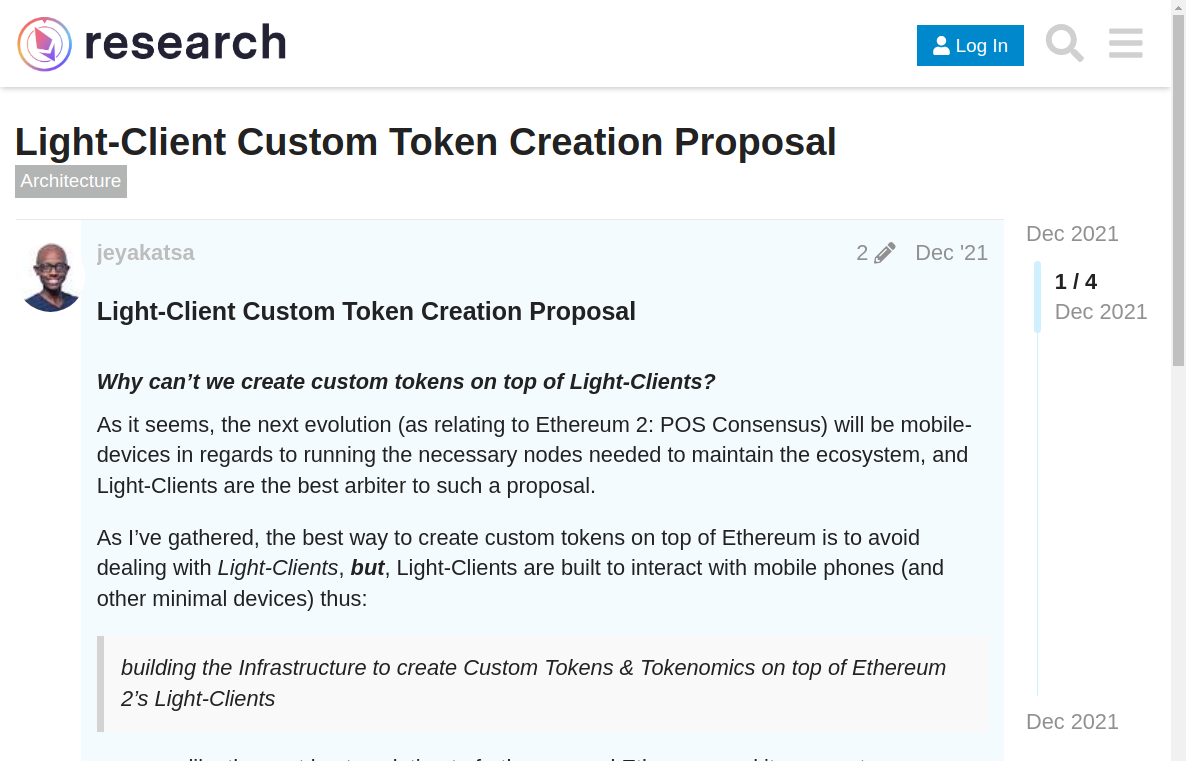 research
Log In
Light-Client Custom Token Creation Proposal
Architecture
jeyakatsa
2
Dec '21
Dec 2021
1 / 4
Dec 2021
Light-Client Custom Token Creation Proposal
Why can’t we create custom tokens on top of Light-Clients?
As it seems, the next evolution (as relating to Ethereum 2: POS Consensus) will be mobile-
devices in regards to running the necessary nodes needed to maintain the ecosystem, and
Light-Clients are the best arbiter to such a proposal.
As I’ve gathered, the best way to create custom tokens on top of Ethereum is to avoid
dealing with Light-Clients, but, Light-Clients are built to interact with mobile phones (and
other minimal devices) thus:
building the Infrastructure to create Custom Tokens & Tokenomics on top of Ethereum
2’s Light-Clients
Dec 2021